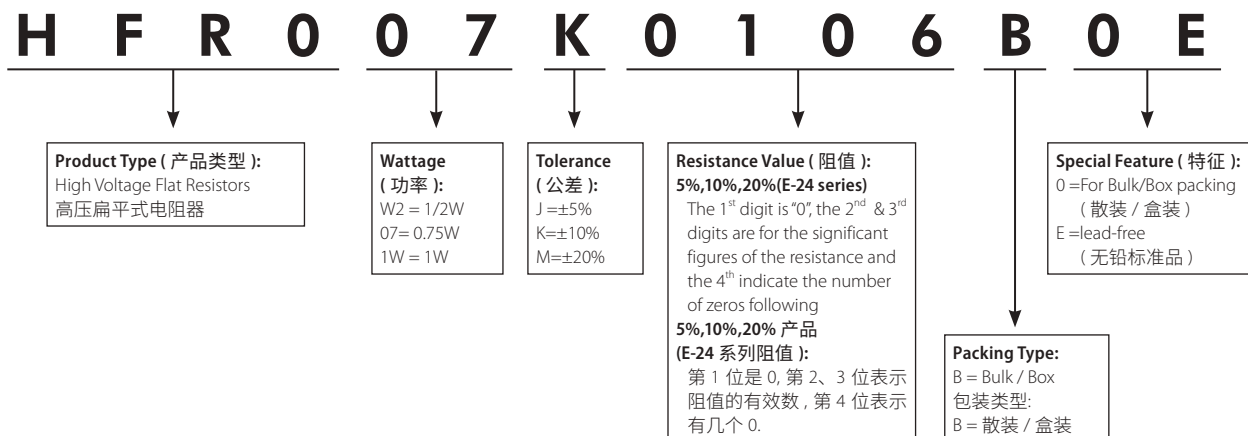 H F R 0 0 7 K 0 1 0 6 B 0 E
Product Type ( 产品类型 ):
High Voltage Flat Resistors
高压扁平式电阻器
Wattage
( 功率 ):
W2 = 1/2W
07= 0.75W
1W = 1W
Tolerance
( 公差 ):
J =±5%
K=±10%
M=±20%
Resistance Value ( 阻值 ):
5%,10%,20%(E-24 series)
The 1st digit is "0", the 2nd & 3rd
digits are for the significant
figures of the resistance and
the 4th indicate the number
of zeros following
5%,10%,20% 产品
(E-24 系列阻值 ):
第 1 位是 0, 第 2、3 位表示
阻值的有效数 , 第 4 位表示
有几个 0.
Packing Type:
B = Bulk / Box
包装类型:
B = 散装 / 盒装
Special Feature ( 特征 ):
0 =For Bulk/Box packing
( 散装 / 盒装 )
E =lead-free
( 无铅标准品 )